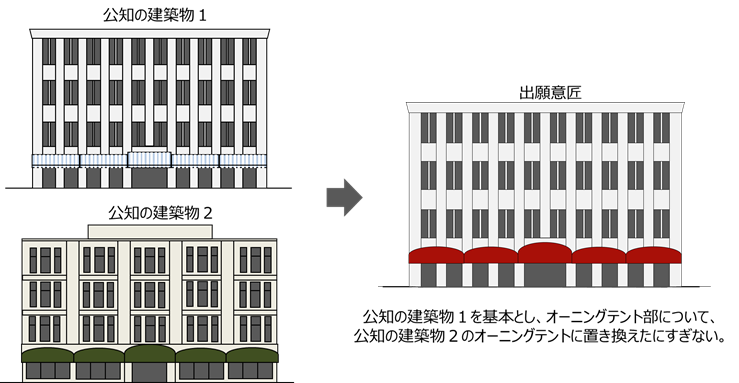 公知の建築物１
公知の建築物２
出願意匠
公知の建築物１を基本とし、オーニングテント部について、
公知の建築物２のオーニングテントに置き換えたにすぎない。